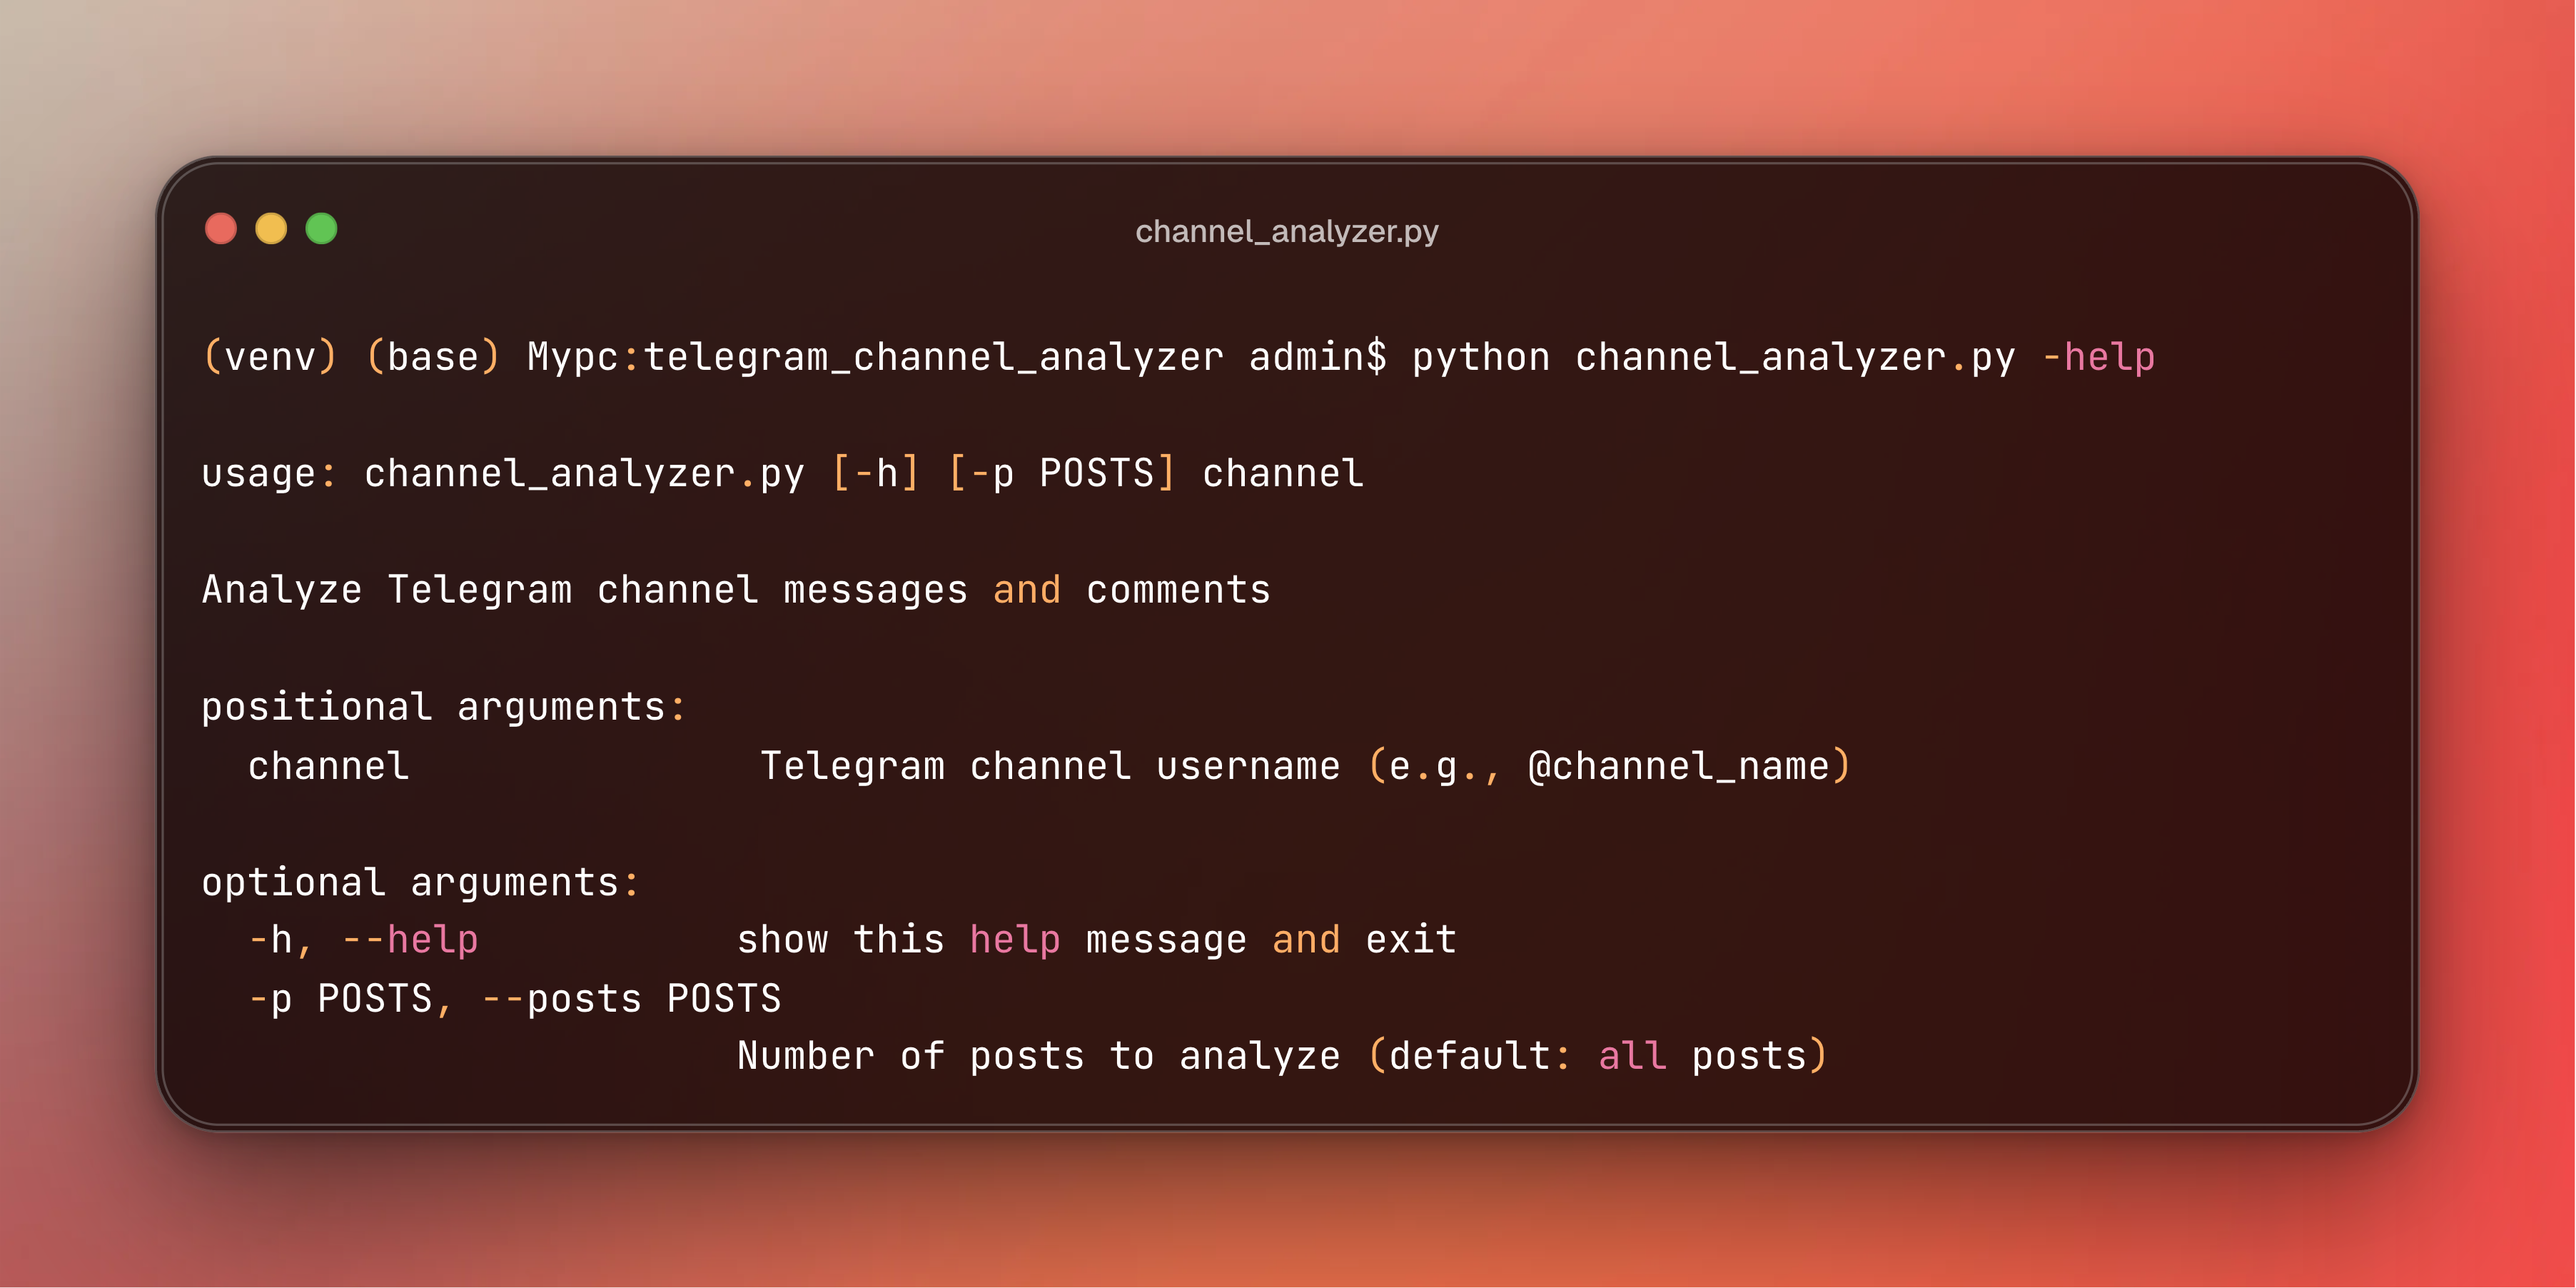 channel_analyzer.py
(venv) (base) Mypc:telegram_channel_analyzer admin$ python channel_analyzer.py -help
usage: channel_analyzer.py [-h] [-p POSTS] channel
Analyze Telegram channel messages and comments
positional arguments:
  channel               Telegram channel username (e.g., @channel_name)
optional arguments:
  -h, --help           show this help message and exit
  -p POSTS, --posts POSTS
                       Number of posts to analyze (default: all posts)